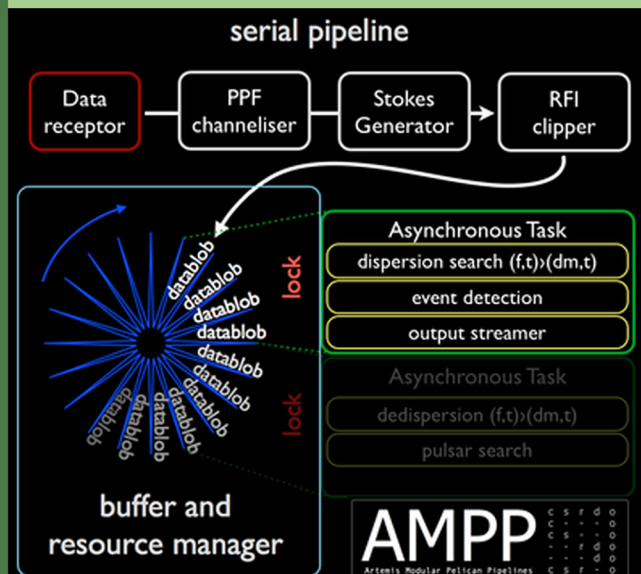 serial pipeline
Data receptor
PPF channeliser
Stokes Generator
RFI clipper
datablob
datablob
datablob
datablob
datablob
datablob
datablob
datablob
datablob
datablob
datablob
lock
lock
Asynchronous Task
dispersion search (f,t)›(dm,t)
event detection
output streamer
Asynchronous Task
dedispersion (f,t)›(dm,t)
pulsar search
buffer and
resource manager
AMPP
Artemis Modular Pelican Pipelines
c s r d o